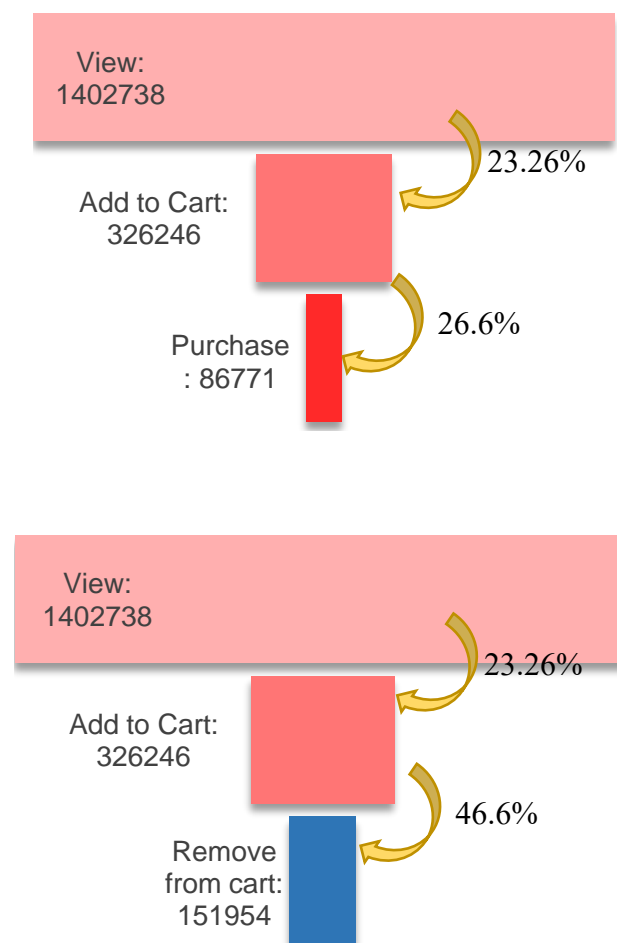 View:
1402738
23.26%
Add to Cart:
326246
26.6%
Purchase
: 86771
View:
1402738
23.26%
Add to Cart:
326246
46.6%
Remove
from cart:
151954